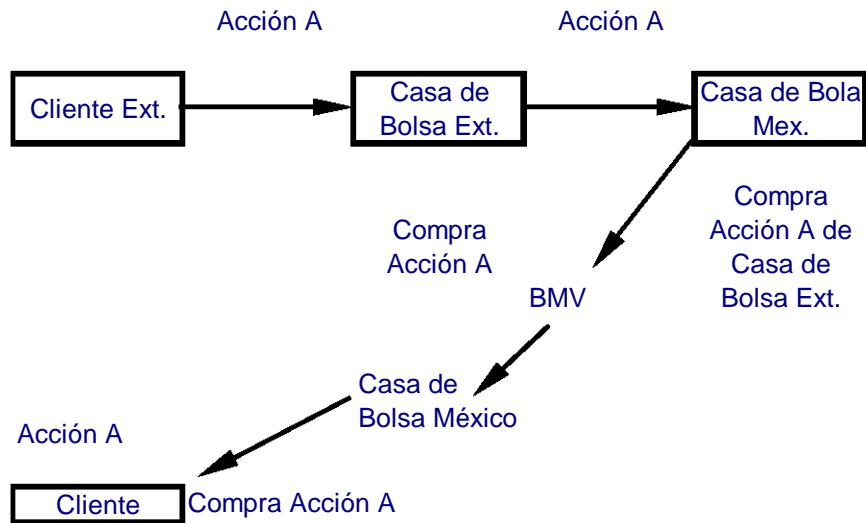 Acción A
Acción A
Cliente Ext.
Casa de
Bolsa Ext.
Casa de Bola
Mex.
Compra
Acción A
Compra
Acción A de
Casa de
Bolsa Ext.
BMV
Casa de
Bolsa México
Acción A
Cliente
Compra Acción A